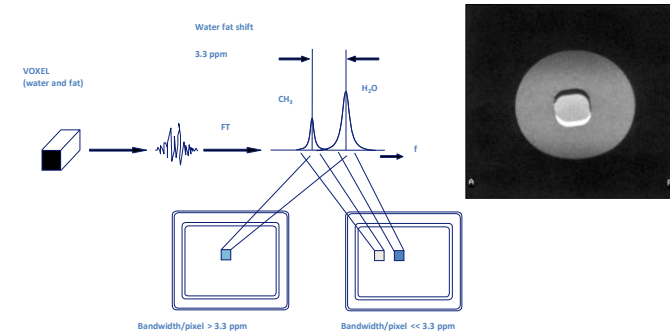 Water fat shift
3.3 ppm
VOXEL
(water and fat)
CH₃
H₂O
FT
f
A
Bandwidth/pixel > 3.3 ppm
Bandwidth/pixel << 3.3 ppm